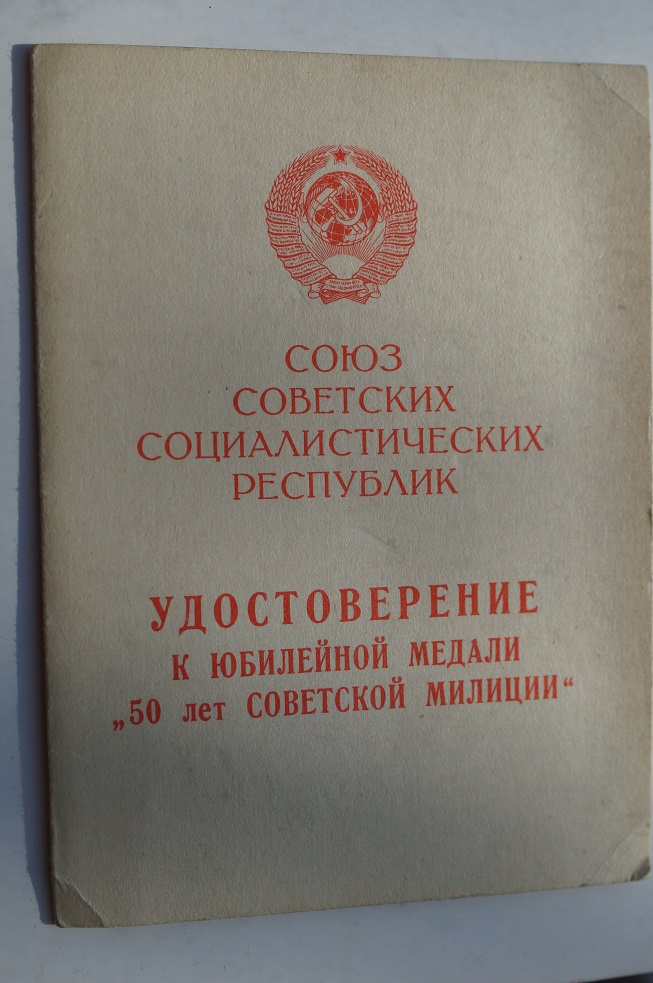 СОЮЗ
СОВЕТСКИХ
СОЦИАЛИСТИЧЕСКИХ
РЕСПУБЛИК
УДОСТОВЕРЕНИЕ
К ЮБИЛЕЙНОЙ МЕДАЛИ
„50 лет СОВЕТСКОЙ МИЛИЦИИ“